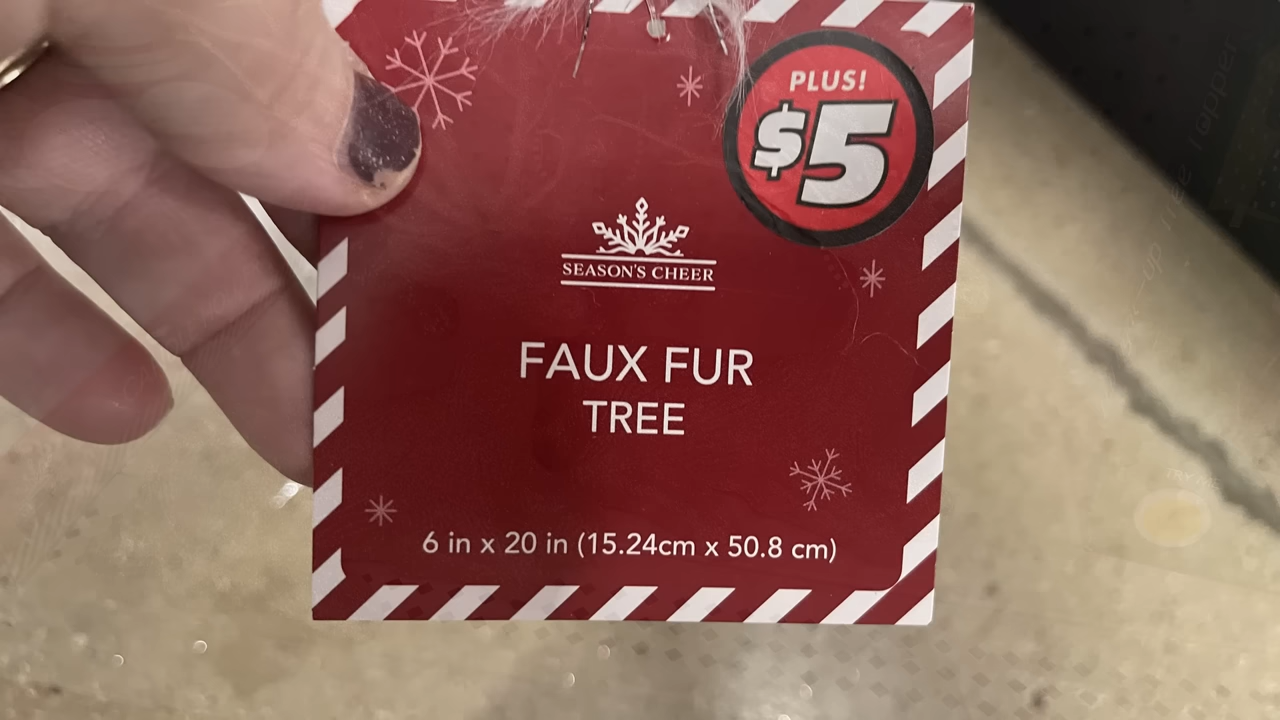 PLUS!
$5
SEASON'S CHEER
FAUX FUR
TREE
6 in x 20 in (15.24cm x 50.8 cm)